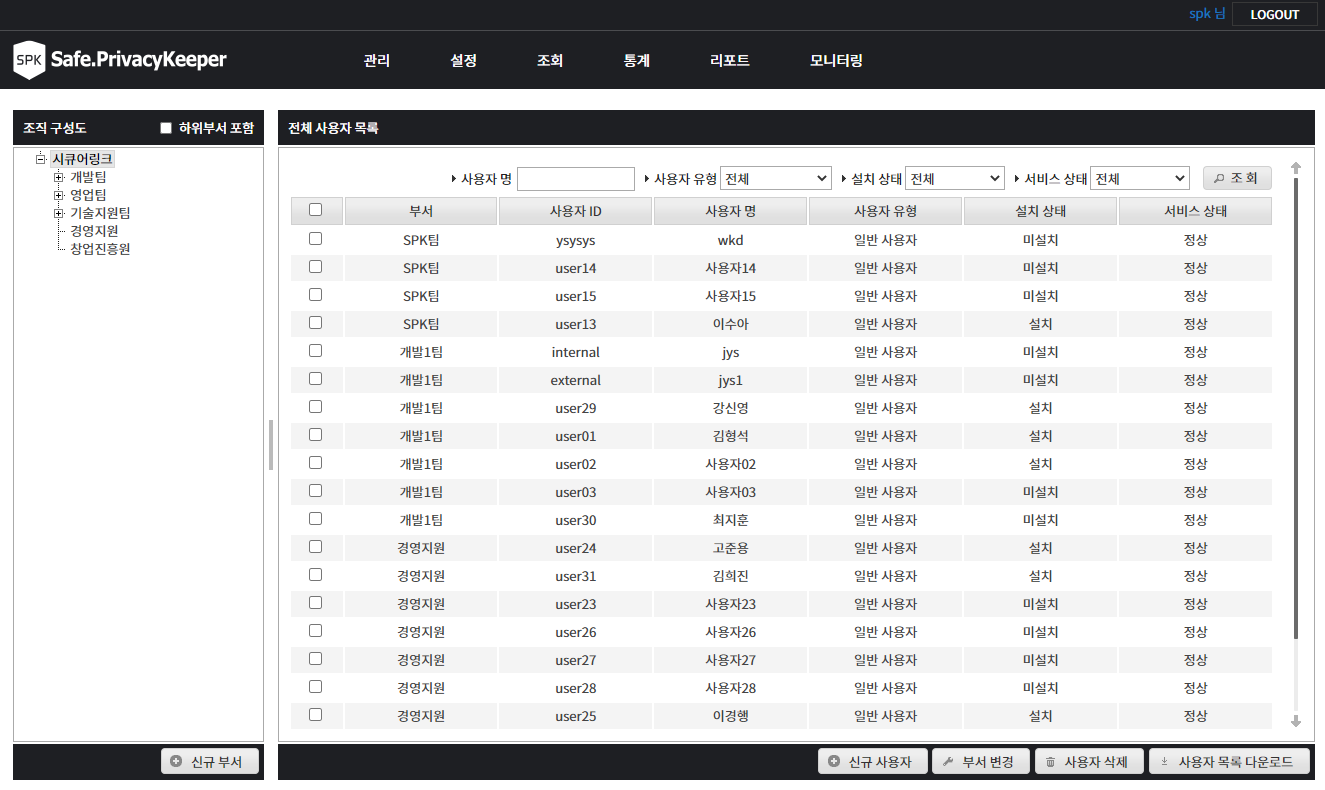 spk 님 LOGOUT
SPK Safe.PrivacyKeeper 관리 설정 조회 통계 리포트 모니터링
조직 구성도 하위부서 포함
시큐어링크
개발팀
영업팀
기술지원팀
경영지원
창업진흥원
신규 부서
전체 사용자 목록
사용자 명 사용자 유형 전체 설치 상태 전체 서비스 상태 전체 조회
부서 사용자 ID 사용자 명 사용자 유형 설치 상태 서비스 상태
SPK팀 ysysys wkd 일반 사용자 미설치 정상
SPK팀 user14 사용자14 일반 사용자 미설치 정상
SPK팀 user15 사용자15 일반 사용자 미설치 정상
SPK팀 user13 이수아 일반 사용자 설치 정상
개발1팀 internal jys 일반 사용자 미설치 정상
개발1팀 external jys1 일반 사용자 미설치 정상
개발1팀 user29 강신영 일반 사용자 설치 정상
개발1팀 user01 김형석 일반 사용자 설치 정상
개발1팀 user02 사용자02 일반 사용자 설치 정상
개발1팀 user03 사용자03 일반 사용자 미설치 정상
개발1팀 user30 최지훈 일반 사용자 미설치 정상
경영지원 user24 고준용 일반 사용자 설치 정상
경영지원 user31 김희진 일반 사용자 설치 정상
경영지원 user23 사용자23 일반 사용자 미설치 정상
경영지원 user26 사용자26 일반 사용자 미설치 정상
경영지원 user27 사용자27 일반 사용자 미설치 정상
경영지원 user28 사용자28 일반 사용자 미설치 정상
경영지원 user25 이경행 일반 사용자 설치 정상
신규 사용자 부서 변경 사용자 삭제 사용자 목록 다운로드